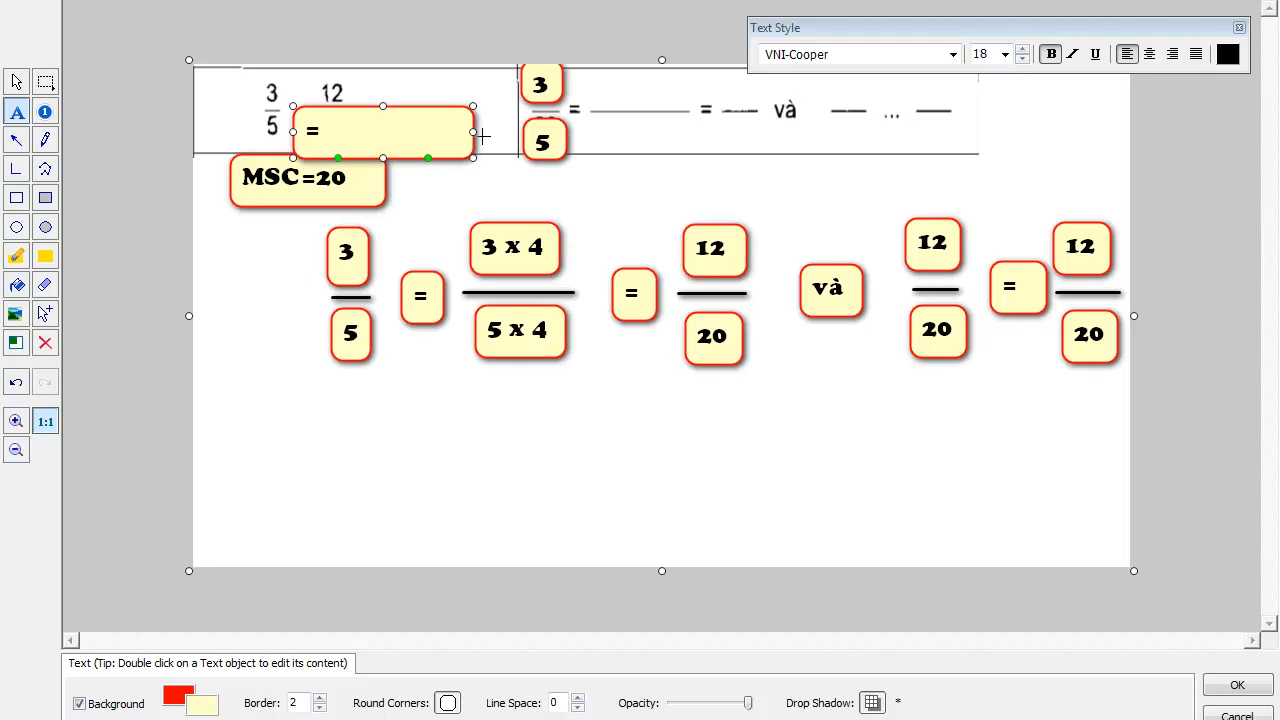 Text Style
VNI-Cooper 18 B I U
3 12 3
5 = 5 = = và ...
MSC =20
3 3 x 4 12 12 12
= = và =
5 5 x 4 20 20 20
1:1
Text (Tip: Double click on a Text object to edit its content)
Background Border: 2 Round Corners: Line Space: 0 Opacity: Drop Shadow: *
OK
Cancel